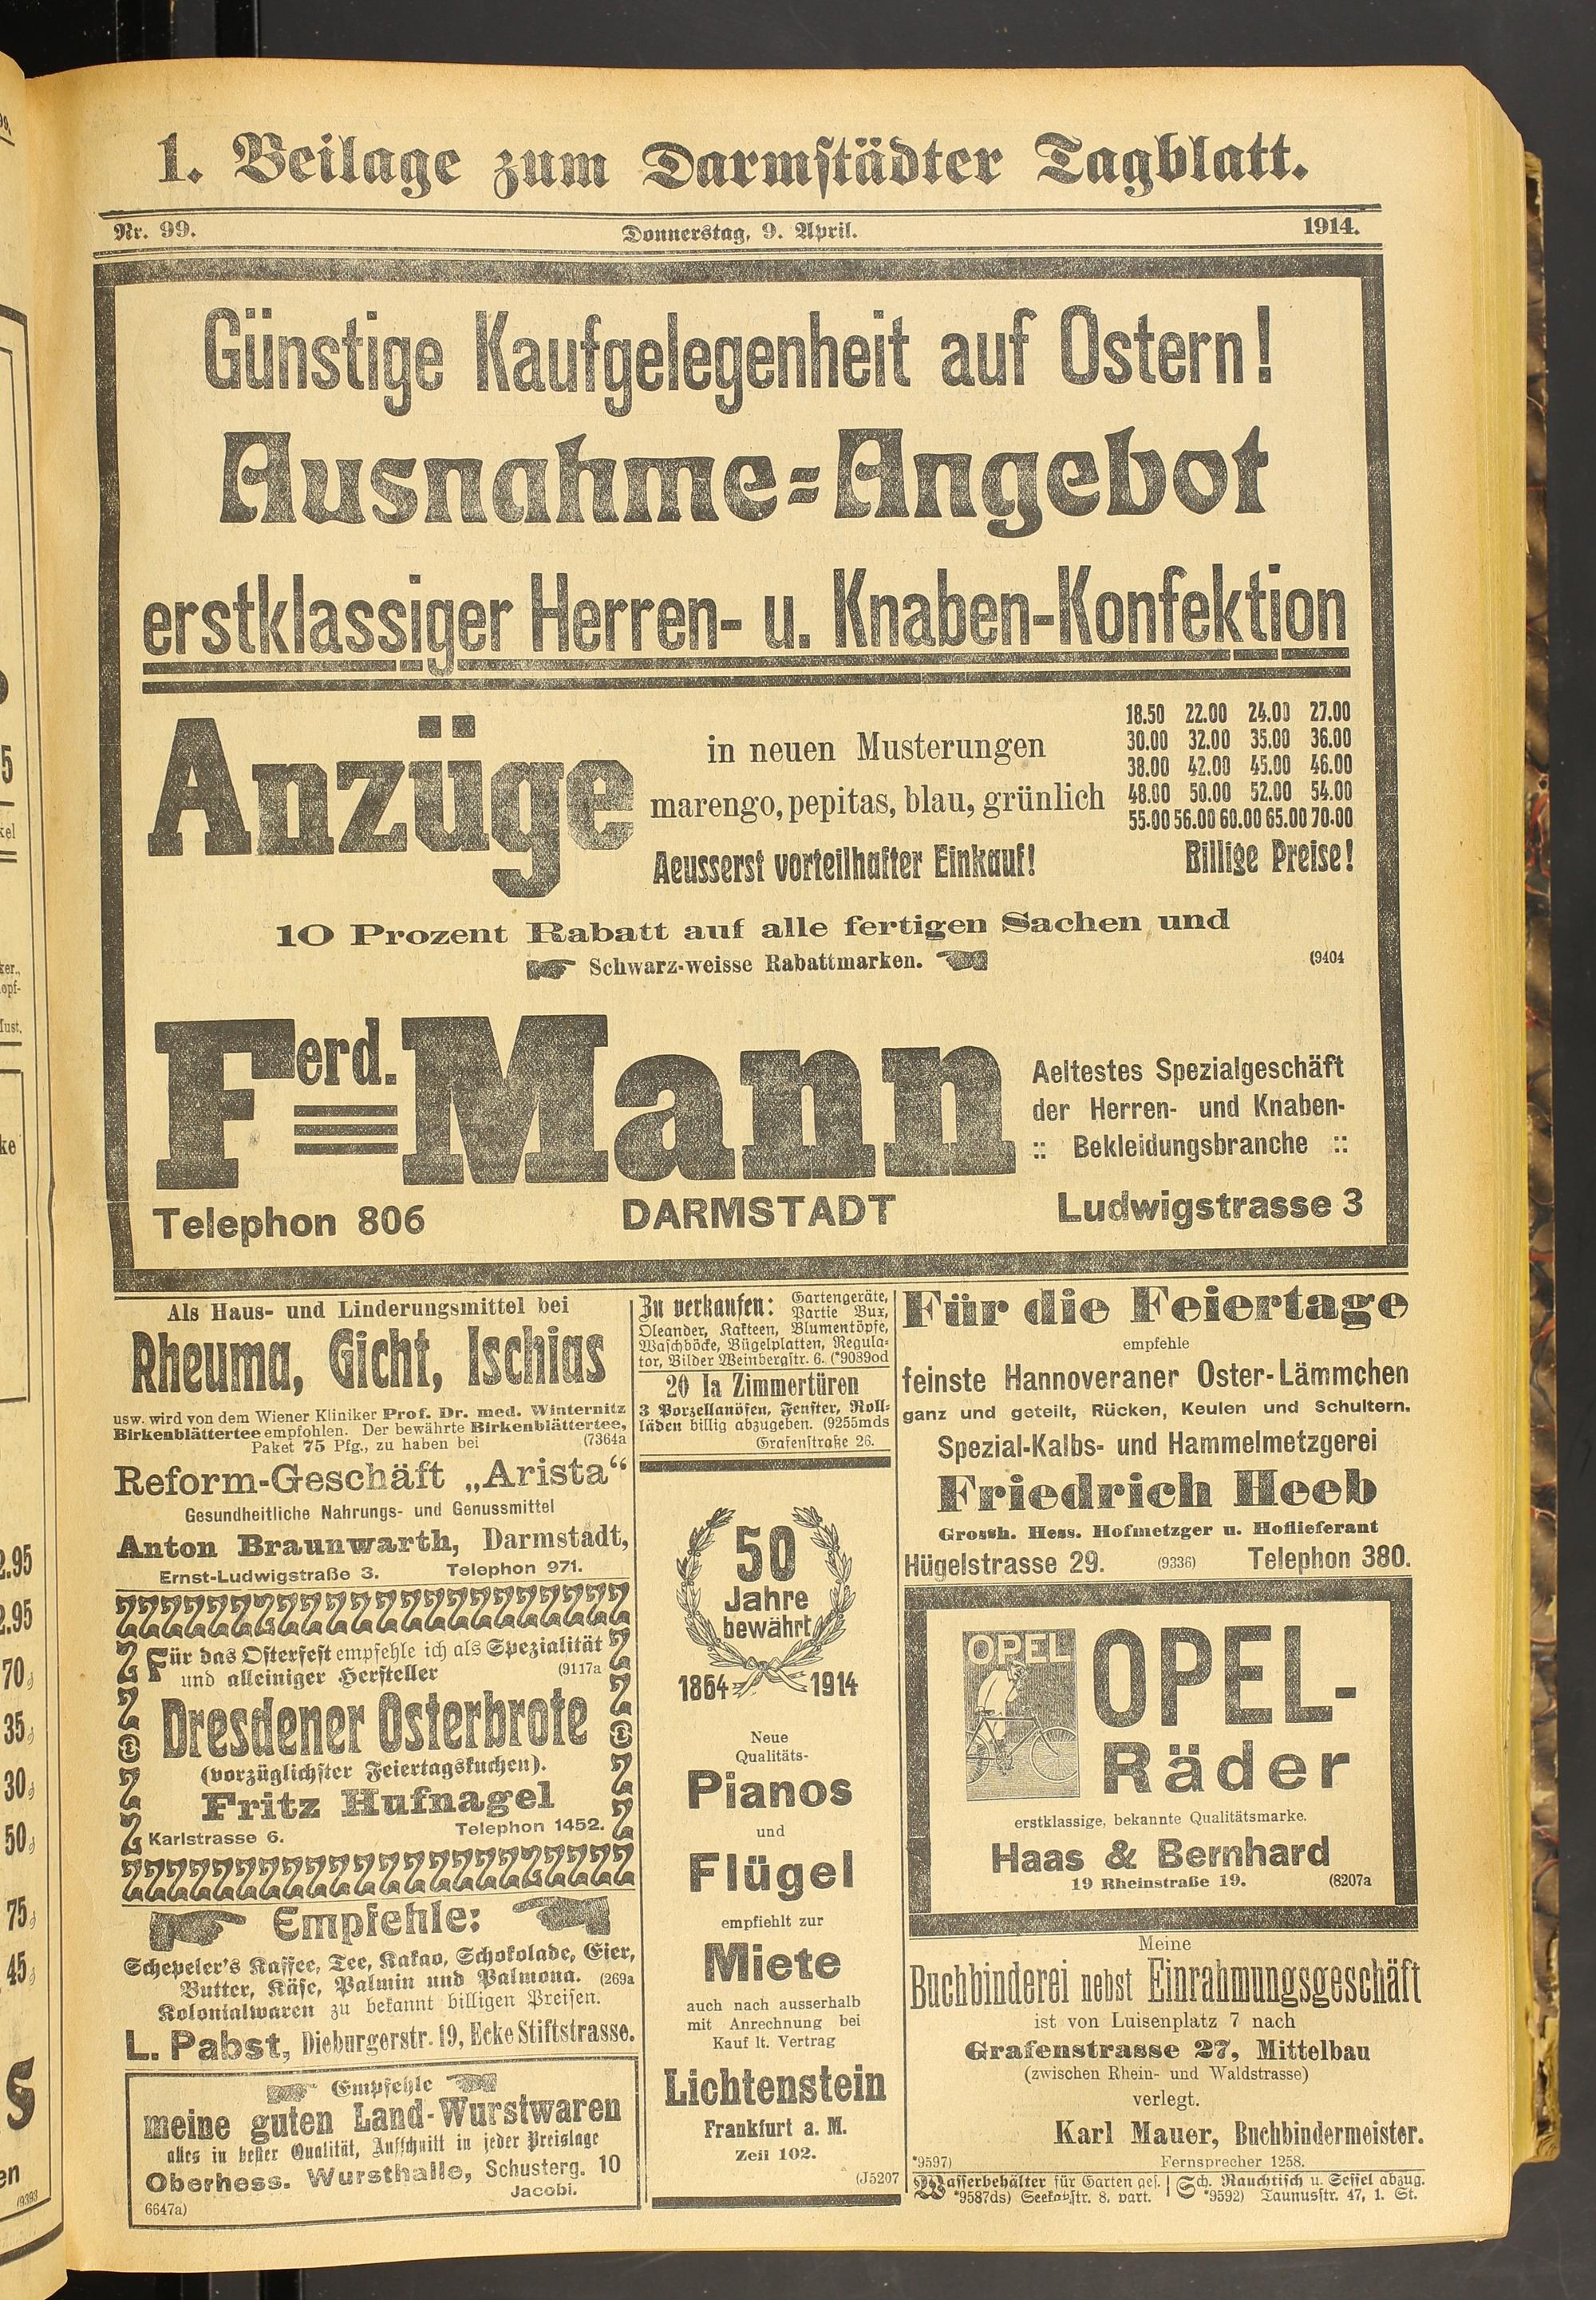 1. Beilage zum Darmstädter Tagblatt.
Nr. 99.
Donnerstag, 9. April.
1914.
Günstige Kaufgelegenheit auf Ostern!
Ausnahme=Angebot
erstklassiger Herren- u. Knaben-Konfektion
Anzüge
in neuen Musterungen
marengo, pepitas, blau, grünlich
Aeusserst vorteilhafter Einkauf!
18.50 22.00 24.00 27.00
30.00 32.00 35.00 36.00
38.00 42.00 45.00 46.00
48.00 50.00 52.00 54.00
55.00 56.00 60.00 65.00 70.00
Billige Preise!
10 Prozent Rabatt auf alle fertigen Sachen und
Schwarz-weisse Rabattmarken.
(9404
Ferd. Mann
Aeltestes Spezialgeschäft
der Herren- und Knaben-
:: Bekleidungsbranche ::
Telephon 806
DARMSTADT
Ludwigstrasse 3
Als Haus- und Linderungsmittel bei
Rheuma, Gicht, Ischias
usw. wird von dem Wiener Kliniker Prof. Dr. med. Winternitz
Birkenblättertee empfohlen. Der bewährte Birkenblättertee,
Paket 75 Pfg., zu haben bei (7364a
Reform-Geschäft „Arista“
Gesundheitliche Nahrungs- und Genussmittel
Anton Braunwarth, Darmstadt,
Ernst-Ludwigstraße 3. Telephon 971.
Für das Osterfest empfehle ich als Spezialität
und alleiniger Hersteller (9117a
Dresdener Osterbrote
(vorzüglichster Feiertagskuchen).
Fritz Hufnagel
Karlstrasse 6. Telephon 1452.
Empfehle:
Schepeler's Kaffee, Tee, Kakao, Schokolade, Eier,
Butter, Käse, Palmin und Palmona. (269a
Kolonialwaren zu bekannt billigen Preisen.
L. Pabst, Dieburgerstr. 19, Ecke Stiftstrasse.
Empfehle
meine guten Land-Wurstwaren
alles in bester Qualität, Aufschnitt in jeder Preislage
Oberhess. Wursthalle, Schusterg. 10
Jacobi.
6647a)
Zu verkaufen: Gartengeräte,
Partie Bux,
Oleander, Kakteen, Blumentöpfe,
Waschböcke, Bügelplatten, Regula-
tor, Bilder Weinbergstr. 6. (*9089od
20 Ia Zimmertüren
3 Porzellanöfen, Fenster, Roll-
läden billig abzugeben. (9255mds
Grafenstraße 26.
50
Jahre
bewährt
1864 1914
Neue
Qualitäts-
Pianos
und
Flügel
empfiehlt zur
Miete
auch nach ausserhalb
mit Anrechnung bei
Kauf lt. Vertrag
Lichtenstein
Frankfurt a. M.
Zeil 102.
(J5207
Für die Feiertage
empfehle
feinste Hannoveraner Oster-Lämmchen
ganz und geteilt, Rücken, Keulen und Schultern.
Spezial-Kalbs- und Hammelmetzgerei
Friedrich Heeb
Grossh. Hess. Hofmetzger u. Hoflieferant
Hügelstrasse 29. (9336) Telephon 380.
OPEL
OPEL-
Räder
erstklassige, bekannte Qualitätsmarke.
Haas & Bernhard
19 Rheinstraße 19. (8207a
Meine
Buchbinderei nebst Einrahmungsgeschäft
ist von Luisenplatz 7 nach
Grafenstrasse 27, Mittelbau
(zwischen Rhein- und Waldstrasse)
verlegt.
Karl Mauer, Buchbindermeister.
*9597) Fernsprecher 1258.
Wasserbehälter für Garten ges.
*9587ds) Seekatzstr. 8. part.
Sch. Rauchtisch u. Sessel abzug.
*9592) Taunusstr. 47, 1. St.